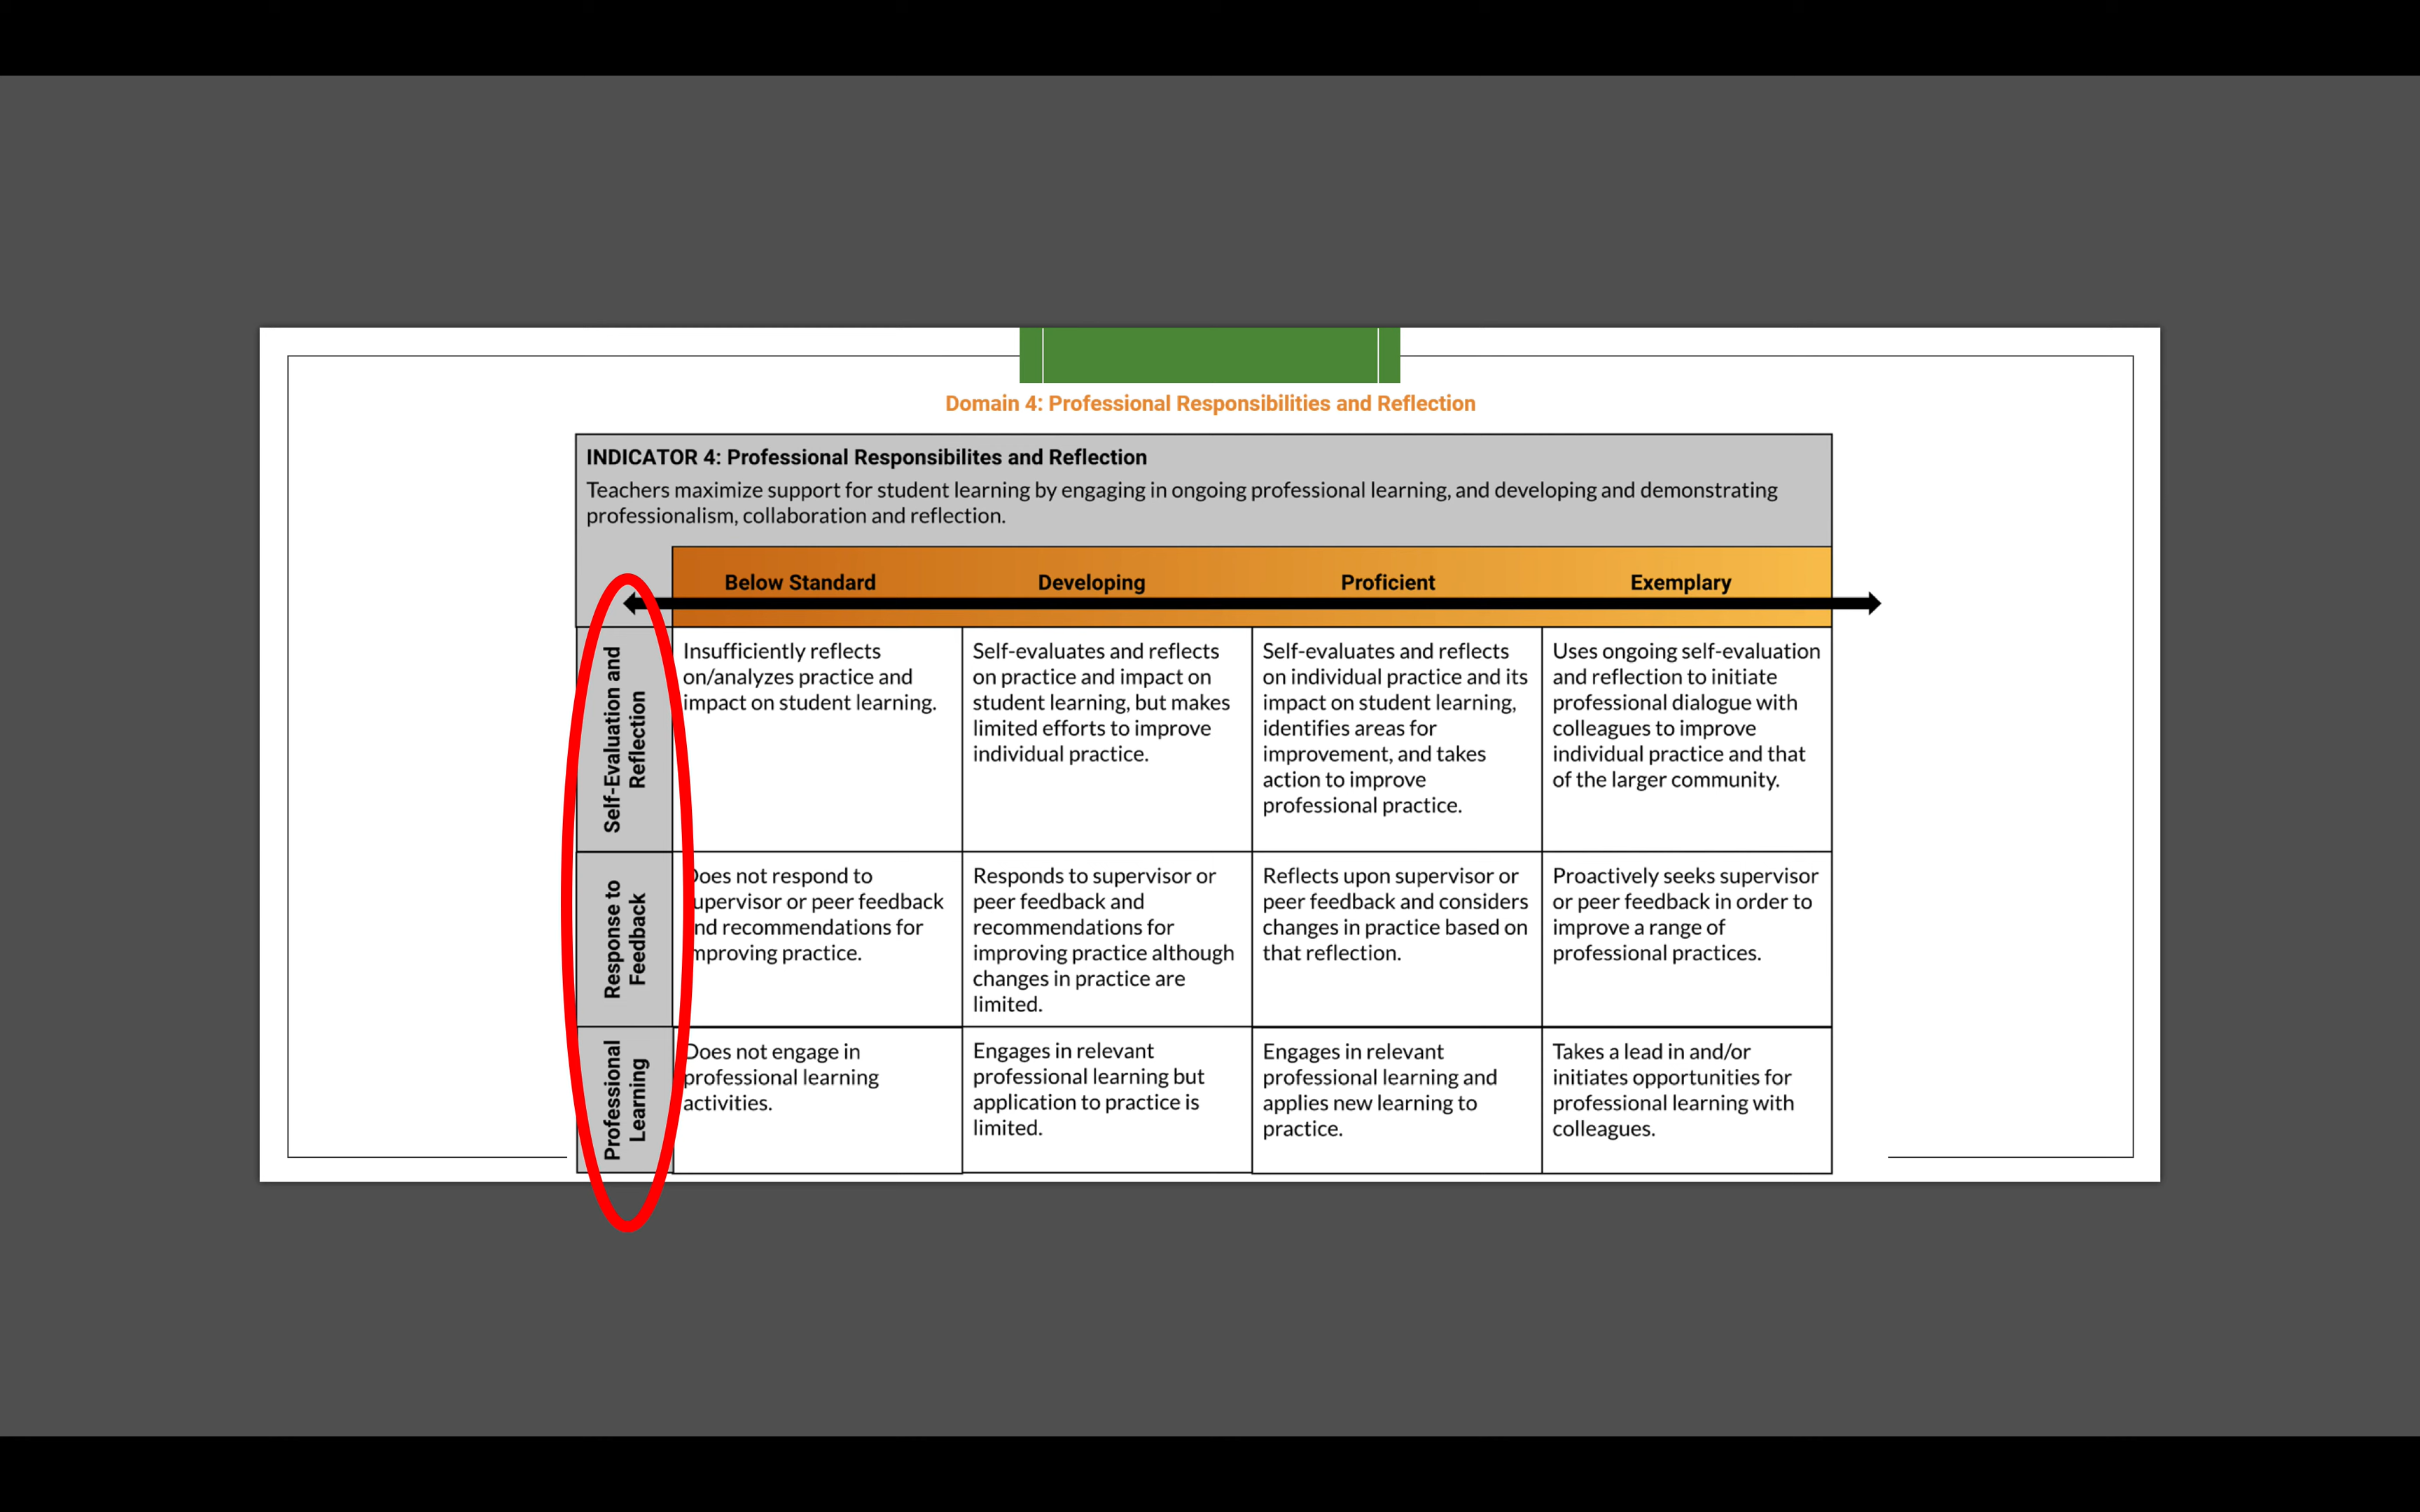 Domain 4: Professional Responsibilities and Reflection
INDICATOR 4: Professional Responsibilites and Reflection
Teachers maximize support for student learning by engaging in ongoing professional learning, and developing and demonstrating
professionalism, collaboration and reflection.
Below Standard
Developing
Proficient
Exemplary
Self-Evaluation and
Reflection
Insufficiently reflects
on/analyzes practice and
impact on student learning.
Self-evaluates and reflects
on practice and impact on
student learning, but makes
limited efforts to improve
individual practice.
Self-evaluates and reflects
on individual practice and its
impact on student learning,
identifies areas for
improvement, and takes
action to improve
professional practice.
Uses ongoing self-evaluation
and reflection to initiate
professional dialogue with
colleagues to improve
individual practice and that
of the larger community.
Response to
Feedback
Does not respond to
supervisor or peer feedback
and recommendations for
improving practice.
Responds to supervisor or
peer feedback and
recommendations for
improving practice although
changes in practice are
limited.
Reflects upon supervisor or
peer feedback and considers
changes in practice based on
that reflection.
Proactively seeks supervisor
or peer feedback in order to
improve a range of
professional practices.
Professional
Learning
Does not engage in
professional learning
activities.
Engages in relevant
professional learning but
application to practice is
limited.
Engages in relevant
professional learning and
applies new learning to
practice.
Takes a lead in and/or
initiates opportunities for
professional learning with
colleagues.